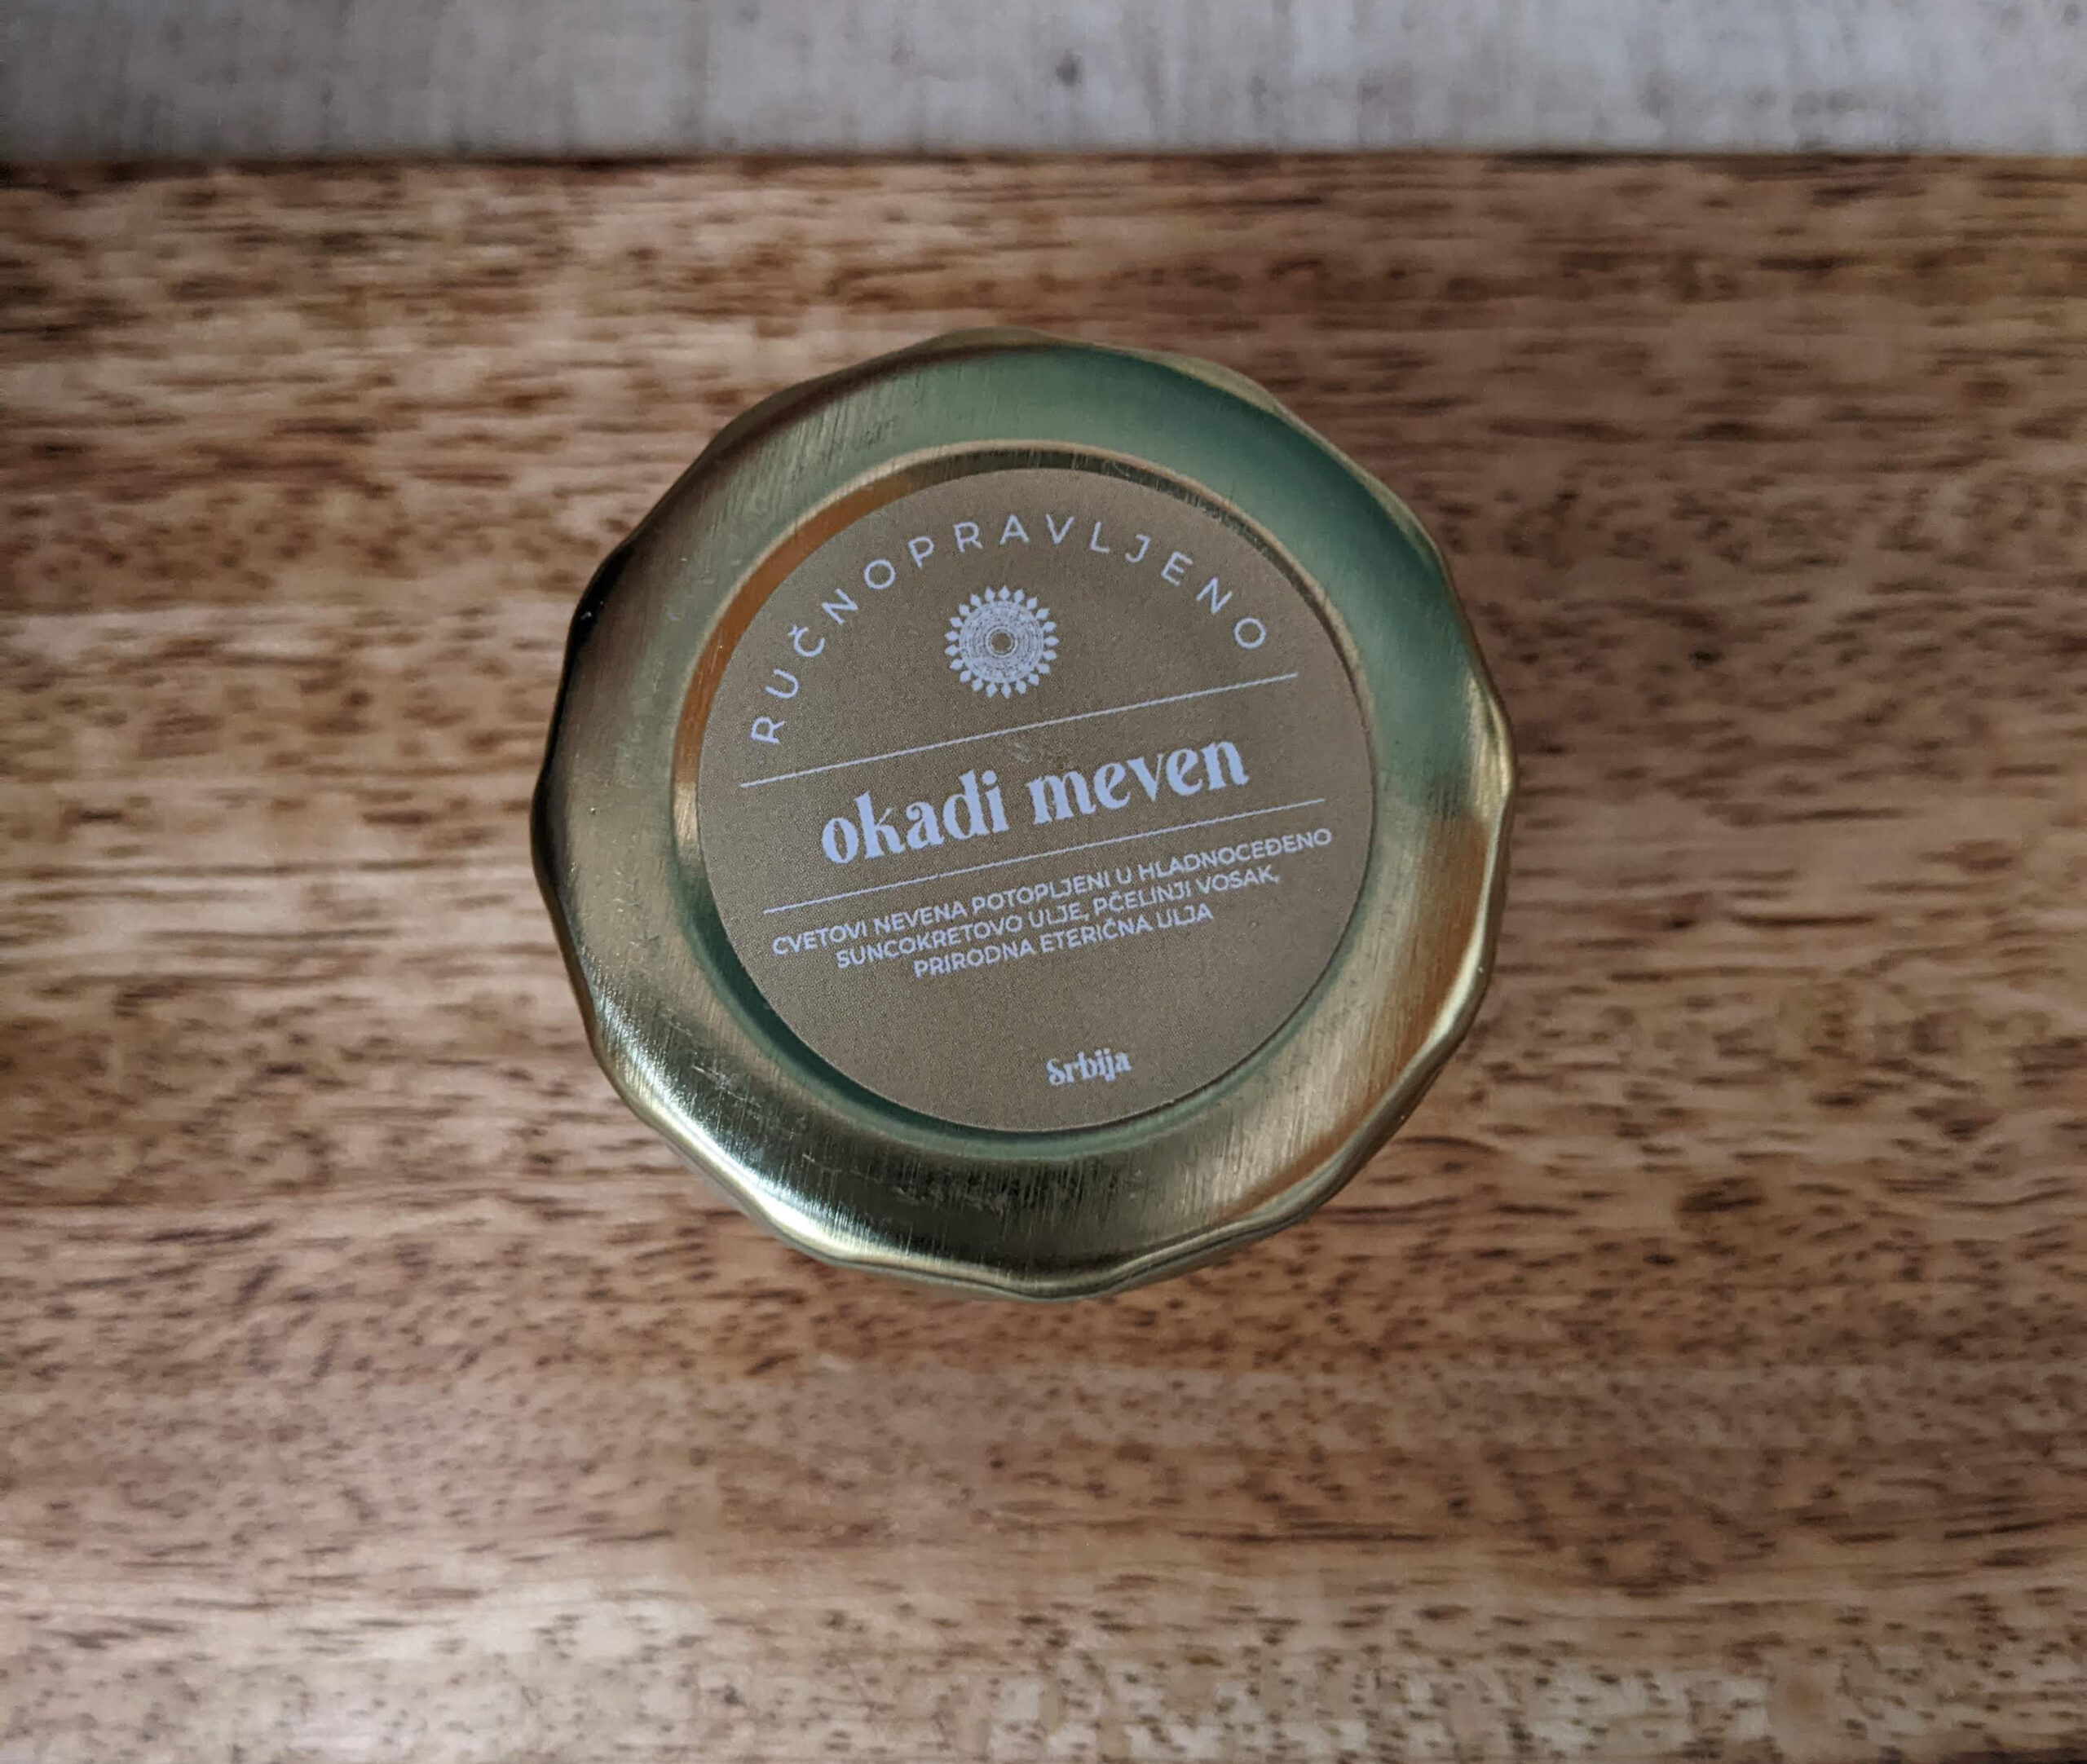 RUČNOPRAVLJENO
okadi meven
CVETOVI NEVENA POTOPLJENI U HLADNOCEĐENO
SUNCOKRETOVO ULJE, PČELINJI VOSAK,
PRIRODNA ETERIČNA ULJA
Srbija